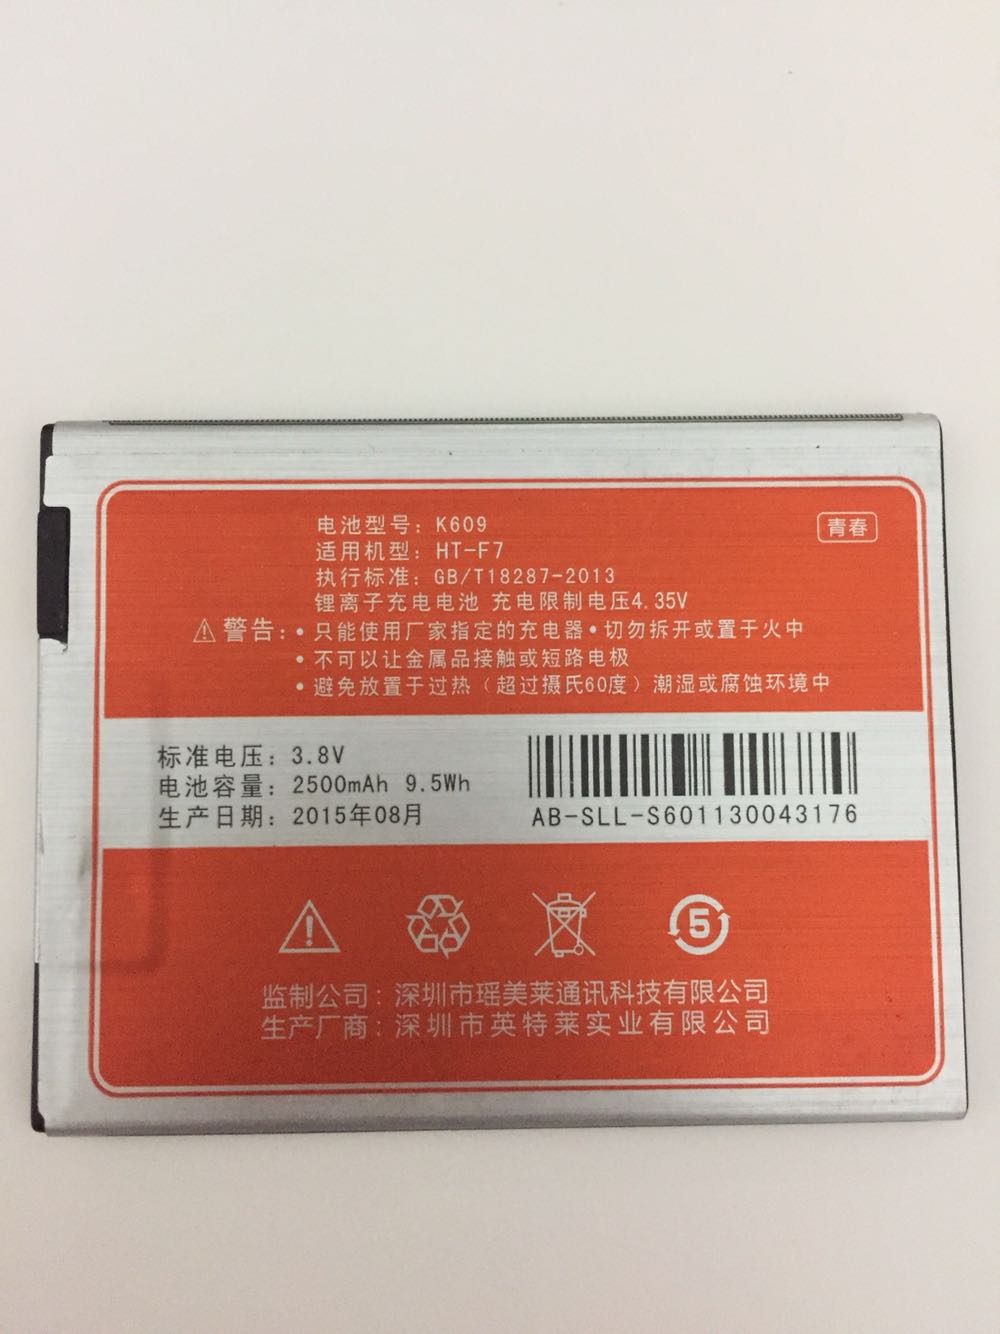 电池型号: K609
青春
适用机型: HT-F7
执行标准: GB/T18287-2013
锂离子充电电池 充电限制电压4.35V
警告: •只能使用厂家指定的充电器•切勿拆开或置于火中
•不可以让金属品接触或短路电极
•避免放置于过热（超过摄氏60度）潮湿或腐蚀环境中
标准电压: 3.8V
电池容量: 2500mAh 9.5Wh
生产日期: 2015年08月
AB-SLL-S601130043176
5
监制公司: 深圳市瑶美莱通讯科技有限公司
生产厂商: 深圳市英特莱实业有限公司